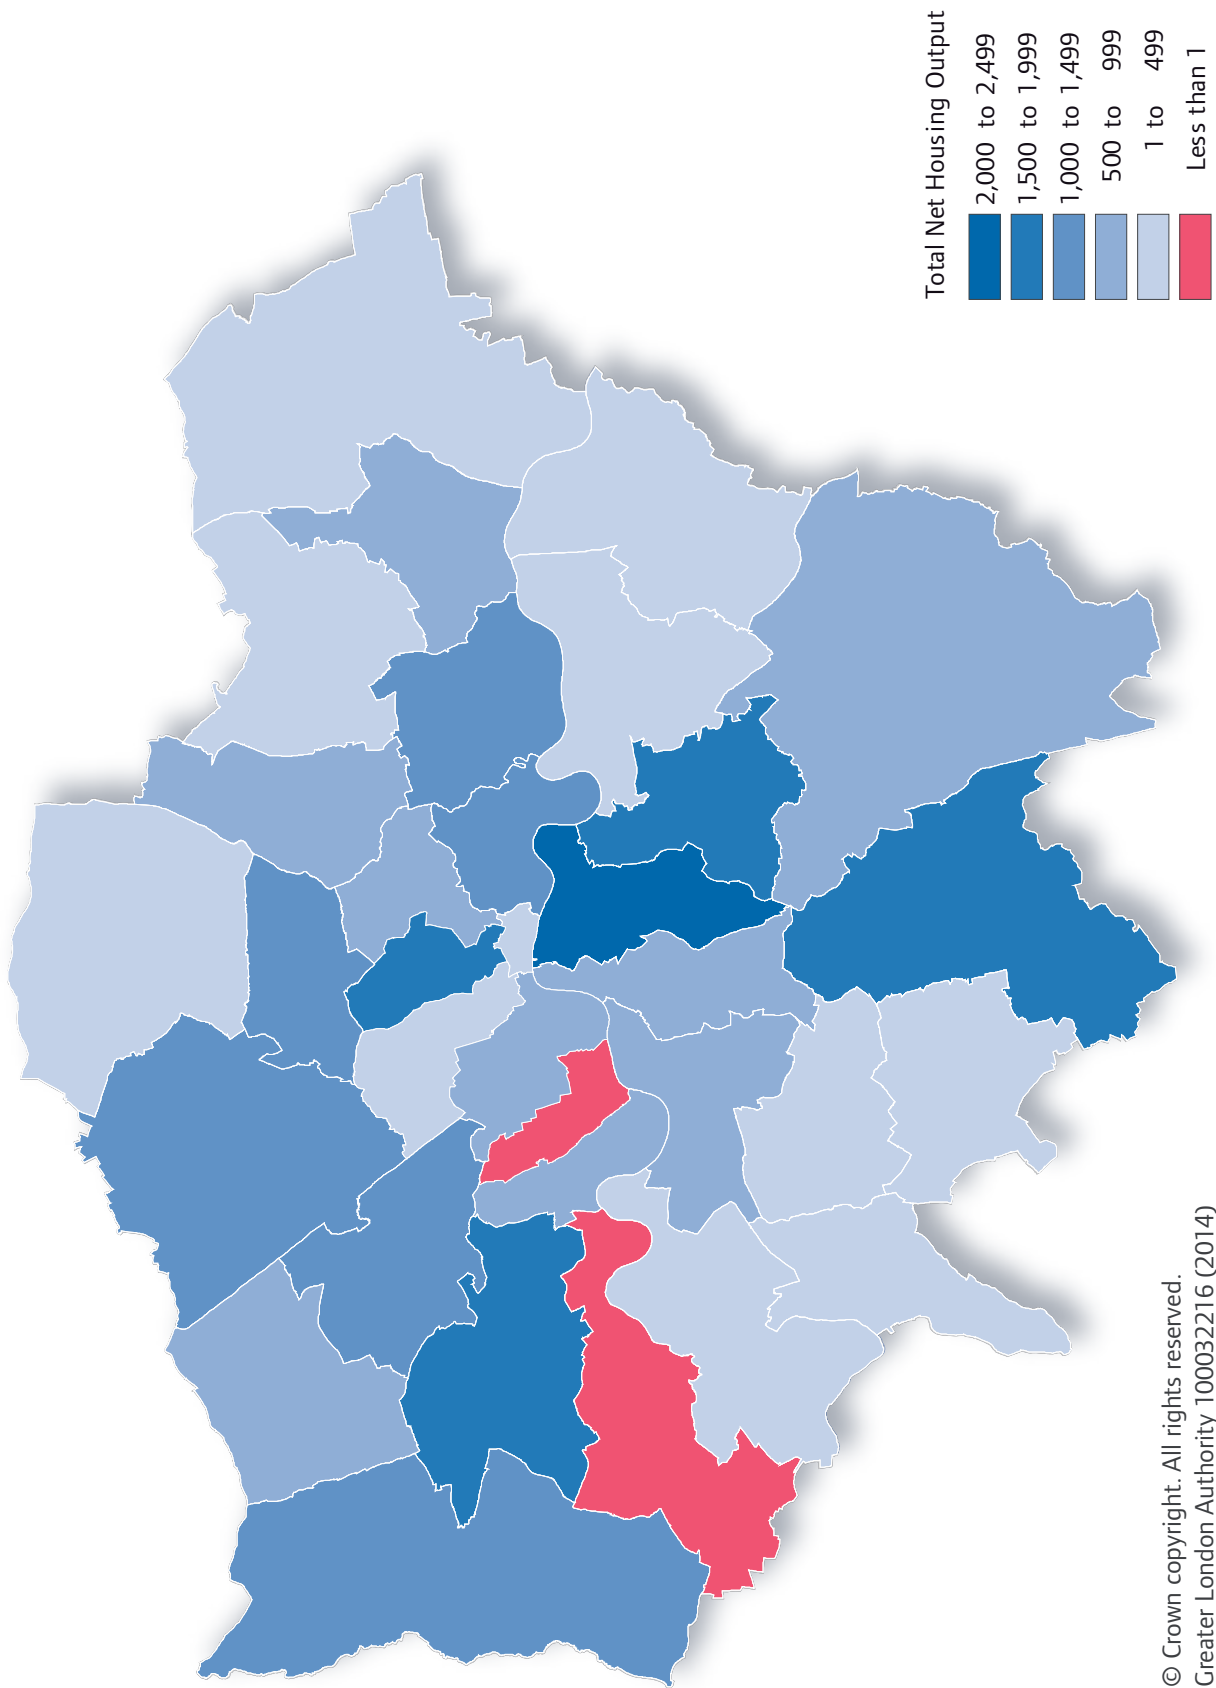 Total Net Housing Output
2,000 to 2,499
1,500 to 1,999
1,000 to 1,499
500 to 999
1 to 499
Less than 1
© Crown copyright. All rights reserved.
Greater London Authority 100032216 (2014)